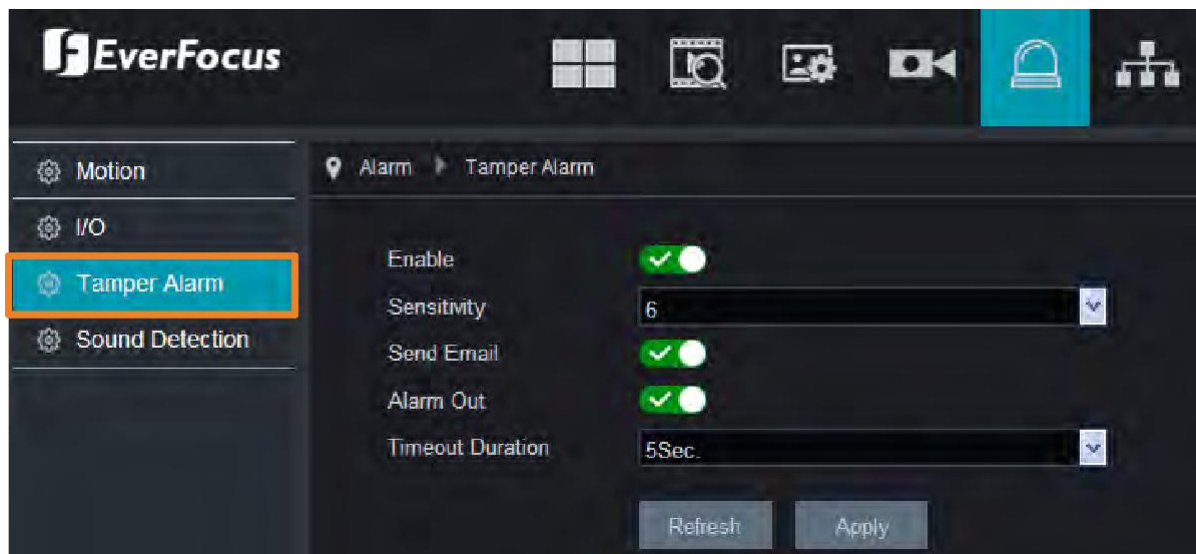 EverFocus
Motion
I/O
Tamper Alarm
Sound Detection
Alarm Tamper Alarm
Enable
Sensitivity 6
Send Email
Alarm Out
Timeout Duration 5Sec.
Refresh Apply